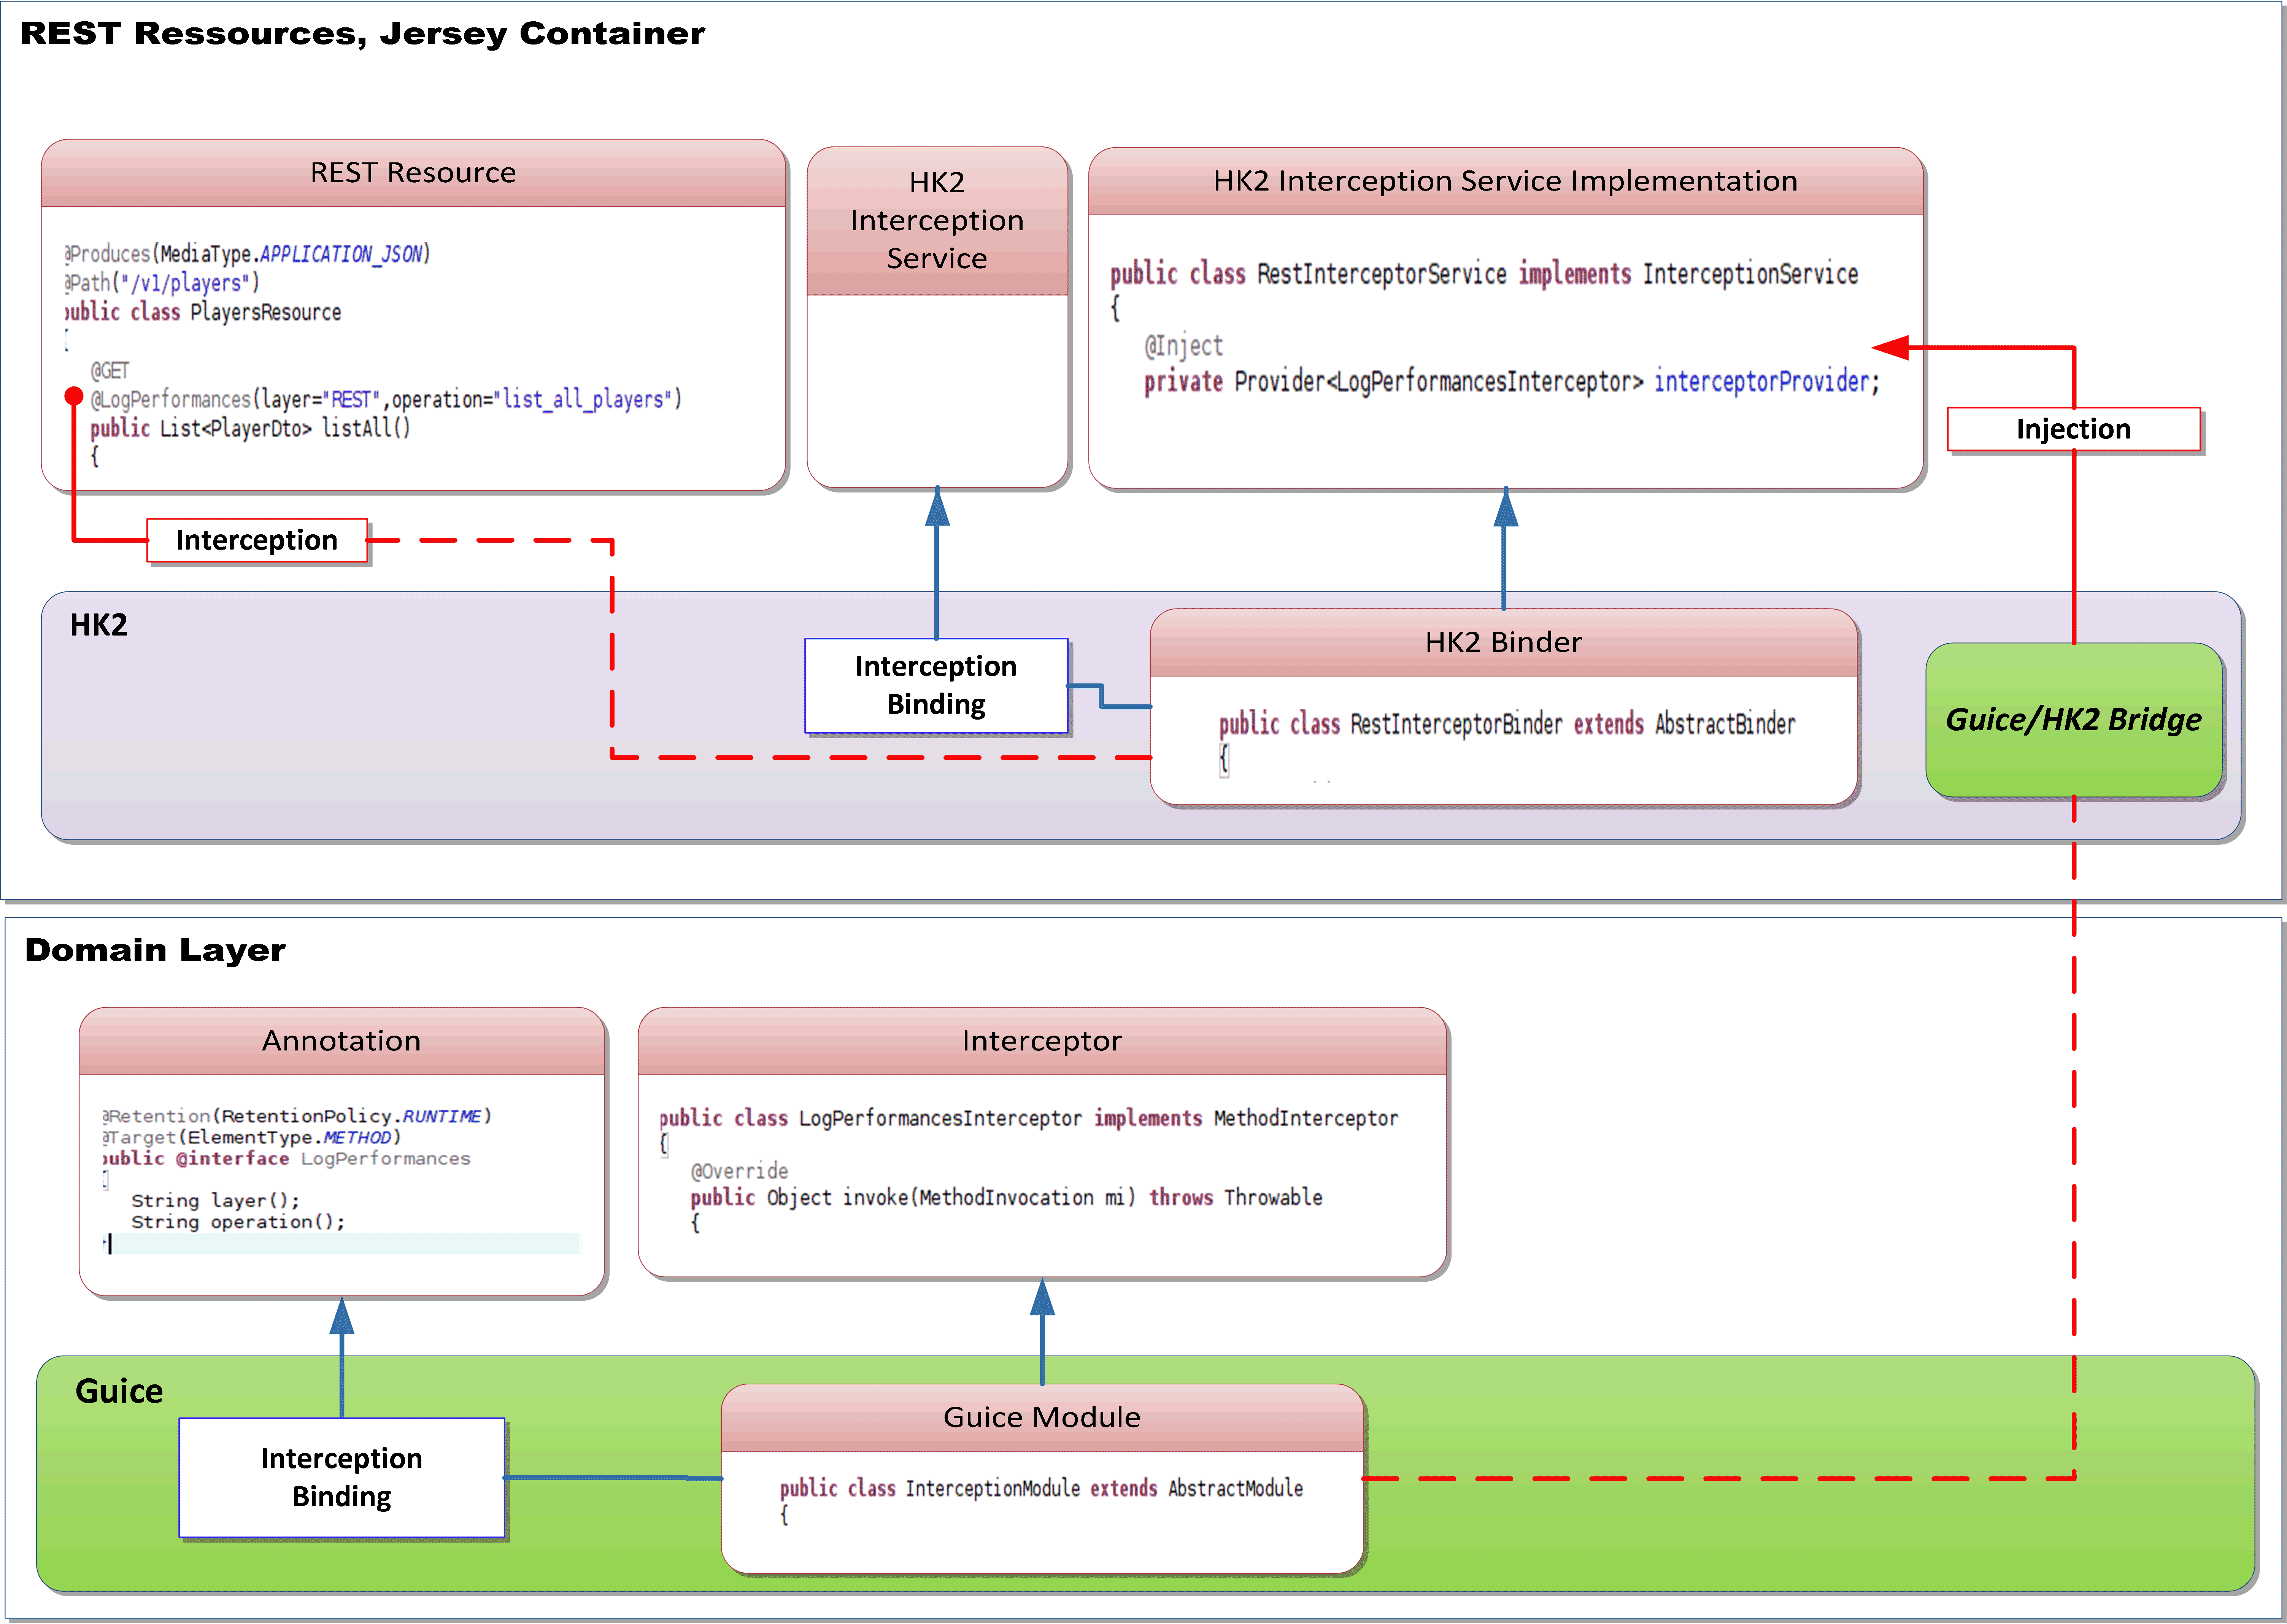 REST Ressources, Jersey Container
REST Resource
@Produces(MediaType.APPLICATION_JSON)
@Path("/v1/players")
public class PlayersResource
{
@GET
@LogPerformances(layer="REST",operation="list_all_players")
public List<PlayerDto> listAll()
{
HK2
Interception
Service
HK2 Interception Service Implementation
public class RestInterceptorService implements InterceptionService
{
@Inject
private Provider<LogPerformancesInterceptor> interceptorProvider;
Injection
Interception
HK2
Interception
Binding
HK2 Binder
public class RestInterceptorBinder extends AbstractBinder
{
Guice/HK2 Bridge
Domain Layer
Annotation
@Retention(RetentionPolicy.RUNTIME)
@Target(ElementType.METHOD)
public @interface LogPerformances
{
String layer();
String operation();
Interceptor
public class LogPerformancesInterceptor implements MethodInterceptor
{
@Override
public Object invoke(MethodInvocation mi) throws Throwable
{
Guice
Interception
Binding
Guice Module
public class InterceptionModule extends AbstractModule
{